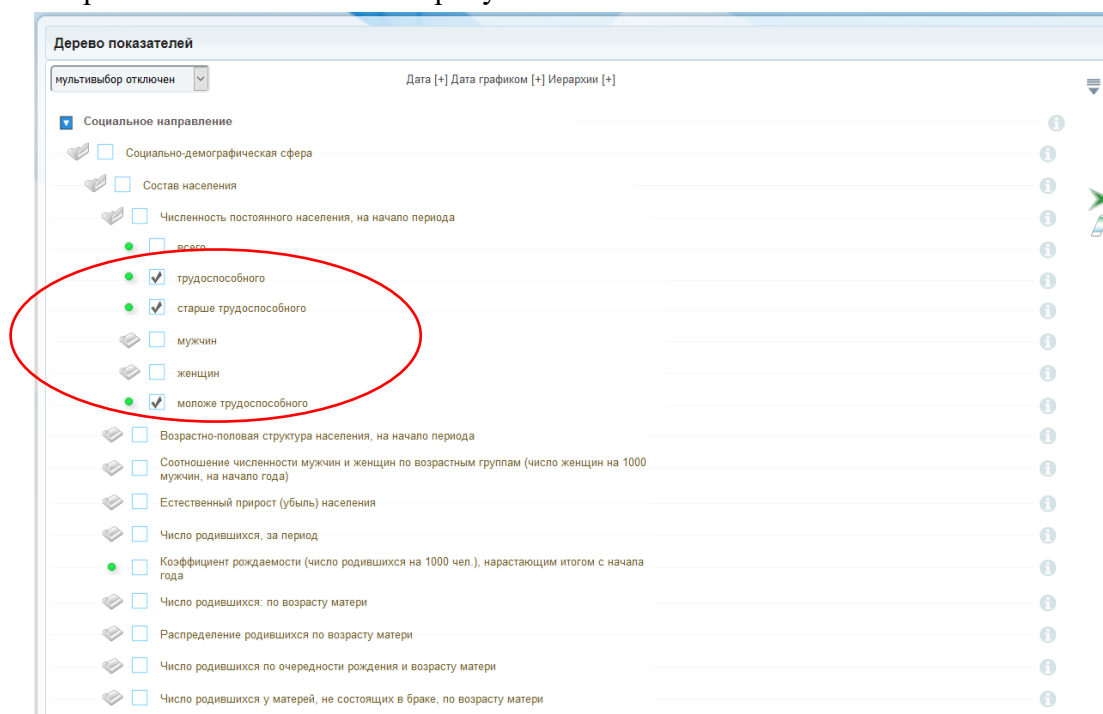 Дерево показателей
мультивыбор отключен
Дата [+] Дата графиком [+] Иерархии [+]
Социальное направление
Социально-демографическая сфера
Состав населения
Численность постоянного населения, на начало периода
всего
трудоспособного
старше трудоспособного
мужчин
женщин
моложе трудоспособного
Возрастно-половая структура населения, на начало периода
Соотношение численности мужчин и женщин по возрастным группам (число женщин на 1000
мужчин, на начало года)
Естественный прирост (убыль) населения
Число родившихся, за период
Коэффициент рождаемости (число родившихся на 1000 чел.), нарастающим итогом с начала
года
Число родившихся: по возрасту матери
Распределение родившихся по возрасту матери
Число родившихся по очередности рождения и возрасту матери
Число родившихся у матерей, не состоящих в браке, по возрасту матери